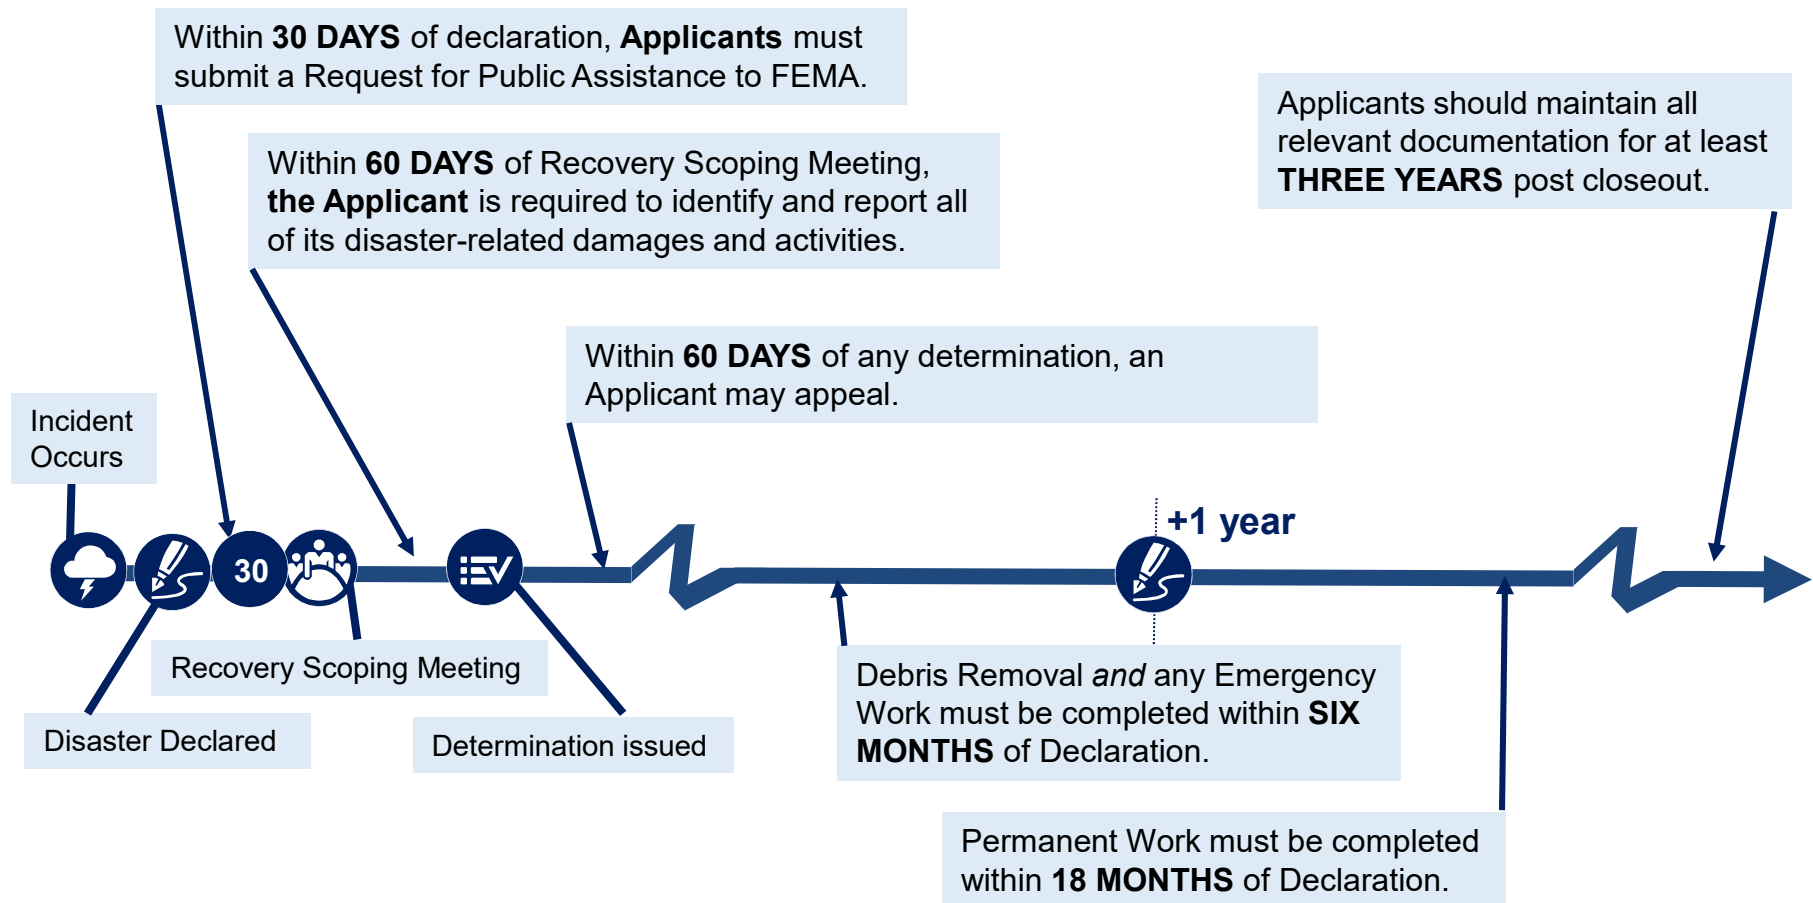 Within 30 DAYS of declaration, Applicants must
submit a Request for Public Assistance to FEMA.
Applicants should maintain all
relevant documentation for at least
THREE YEARS post closeout.
Within 60 DAYS of Recovery Scoping Meeting,
the Applicant is required to identify and report all
of its disaster-related damages and activities.
Within 60 DAYS of any determination, an
Applicant may appeal.
Incident
Occurs
+1 year
30
Recovery Scoping Meeting
Disaster Declared
Determination issued
Debris Removal and any Emergency
Work must be completed within SIX
MONTHS of Declaration.
Permanent Work must be completed
within 18 MONTHS of Declaration.